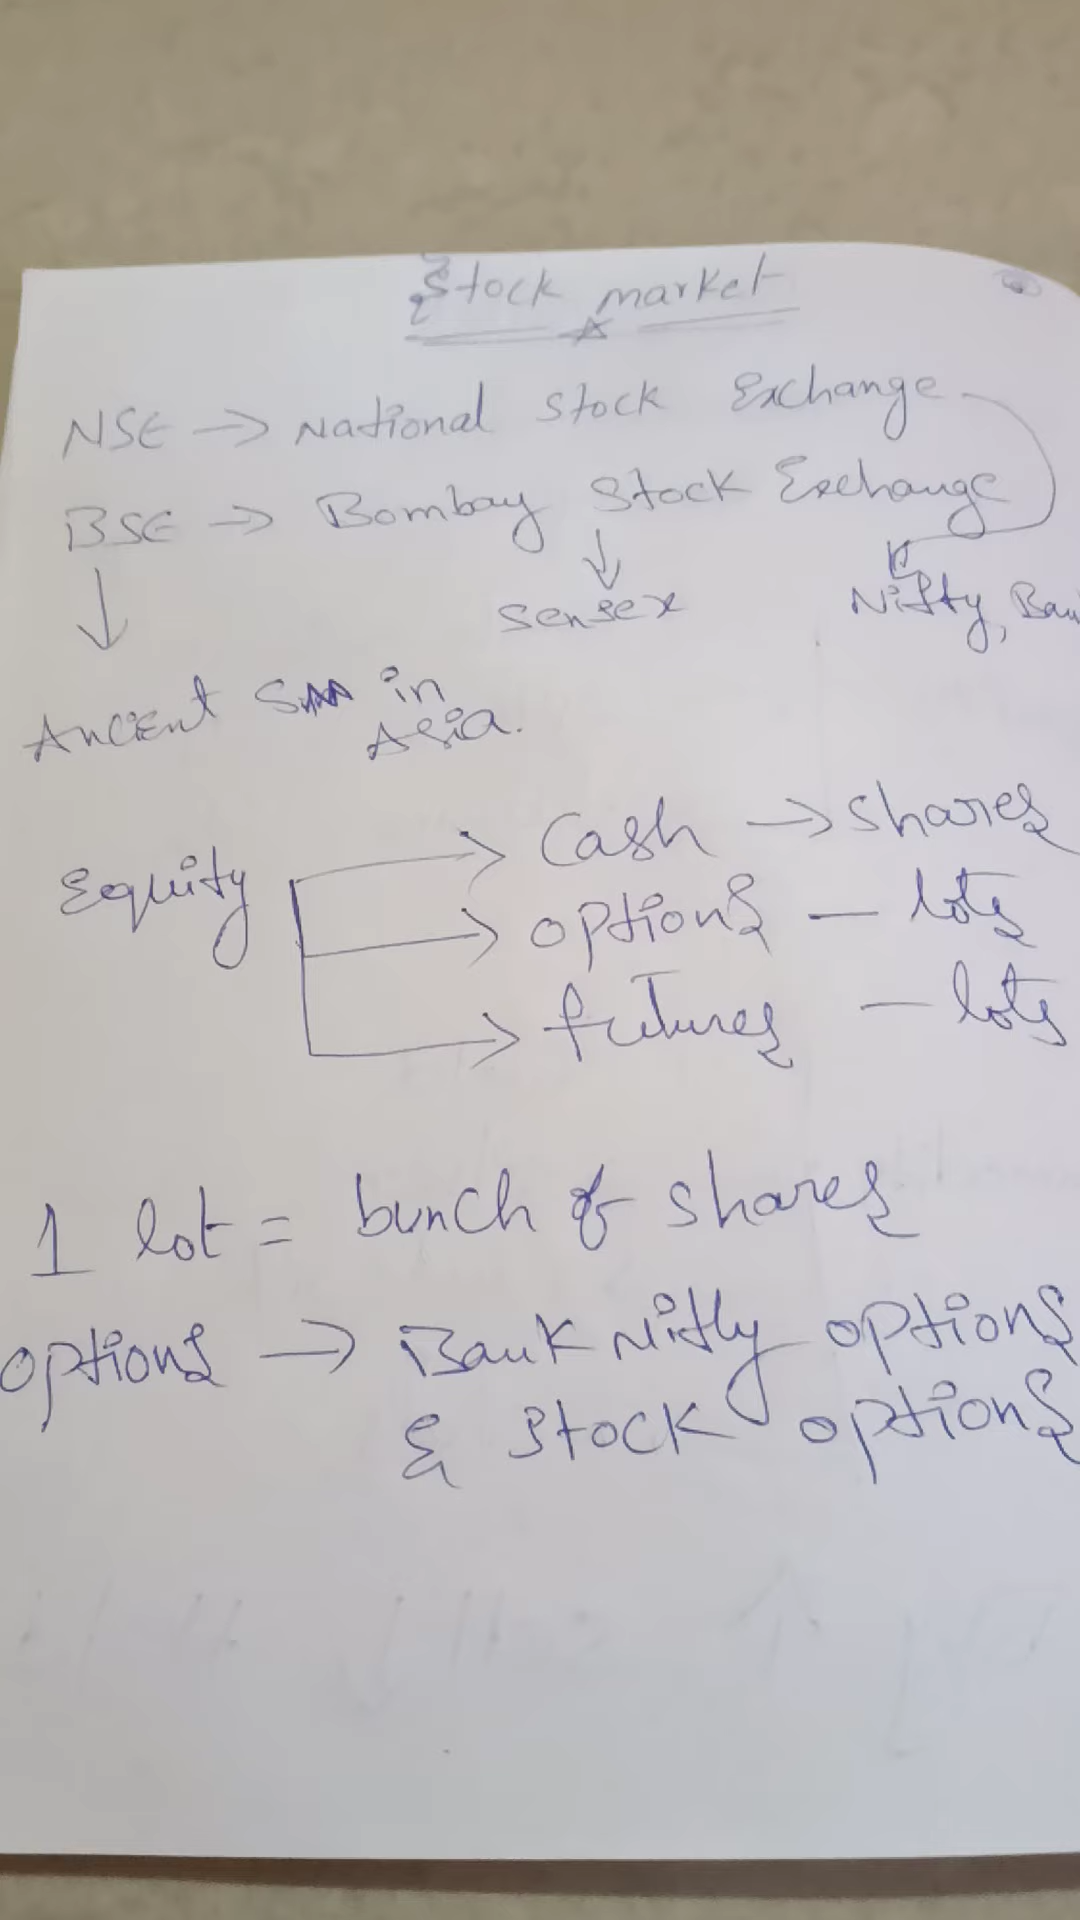 Stock market
NSE → National Stock Exchange
BSE → Bombay Stock Exchange
Sensex
Nifty, Ban
Ancient in
Asia.
Equity
Cash → shares
options — lots
futures — lots
1 lot = bunch of shares
options → Bank Nifty options
& Stock options